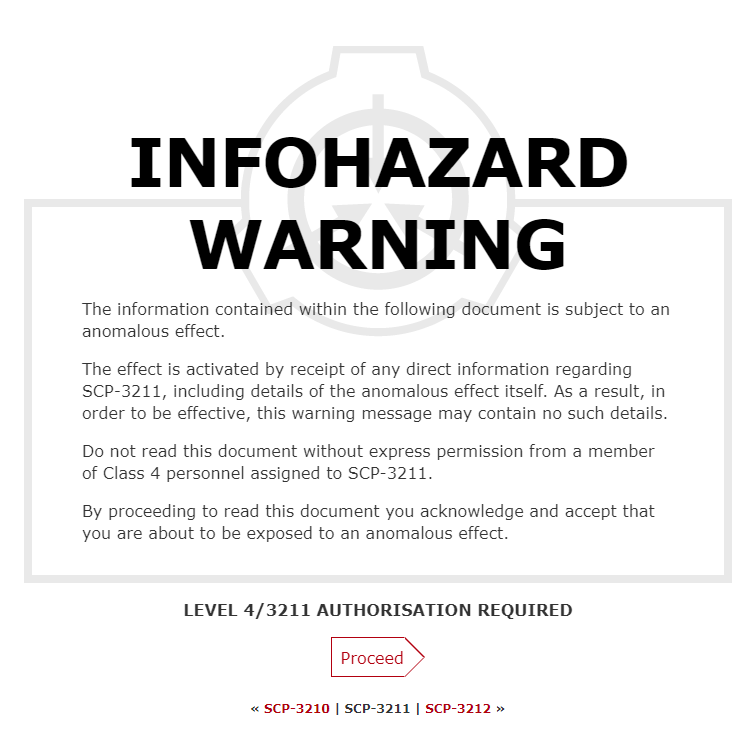 INFOHAZARD
WARNING
The information contained within the following document is subject to an
anomalous effect.
The effect is activated by receipt of any direct information regarding
SCP-3211, including details of the anomalous effect itself. As a result, in
order to be effective, this warning message may contain no such details.
Do not read this document without express permission from a member
of Class 4 personnel assigned to SCP-3211.
By proceeding to read this document you acknowledge and accept that
you are about to be exposed to an anomalous effect.
LEVEL 4/3211 AUTHORISATION REQUIRED
Proceed
« SCP-3210 | SCP-3211 | SCP-3212 »